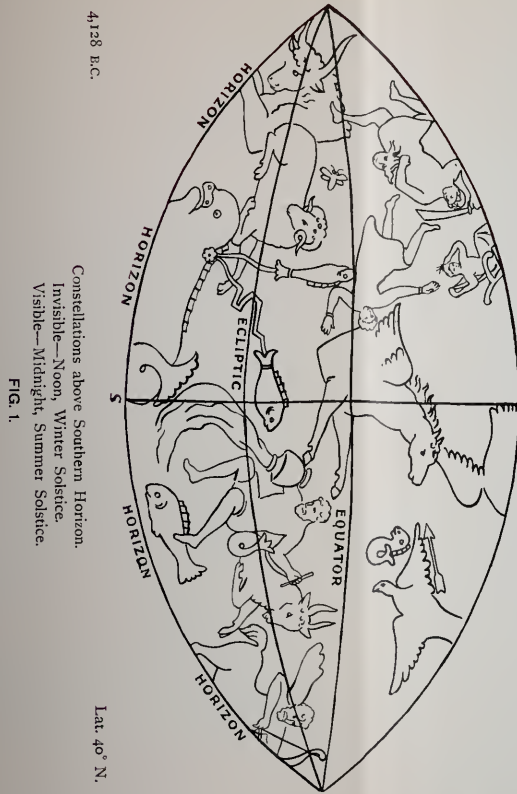 HORIZON
HORIZON
ECLIPTIC
S
EQUATOR
HORIZON
HORIZON
4,128 B.C.
Constellations above Southern Horizon.
Lat. 40° N.
Invisible—Noon, Winter Solstice.
Visible—Midnight, Summer Solstice.
FIG. 1.